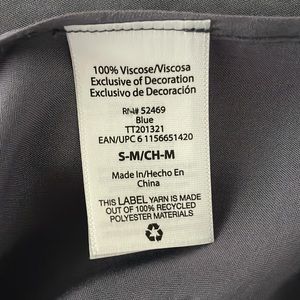 100% Viscose/Viscosa
Exclusive of Decoration
Exclusivo de Decoración
RN# 52469
Blue
TT201321
EAN/UPC 6 1156651420
S-M/CH-M
Made In/Hecho En
China
This LABEL YARN IS MADE
OUT OF 100% RECYCLED
POLYESTER MATERIALS